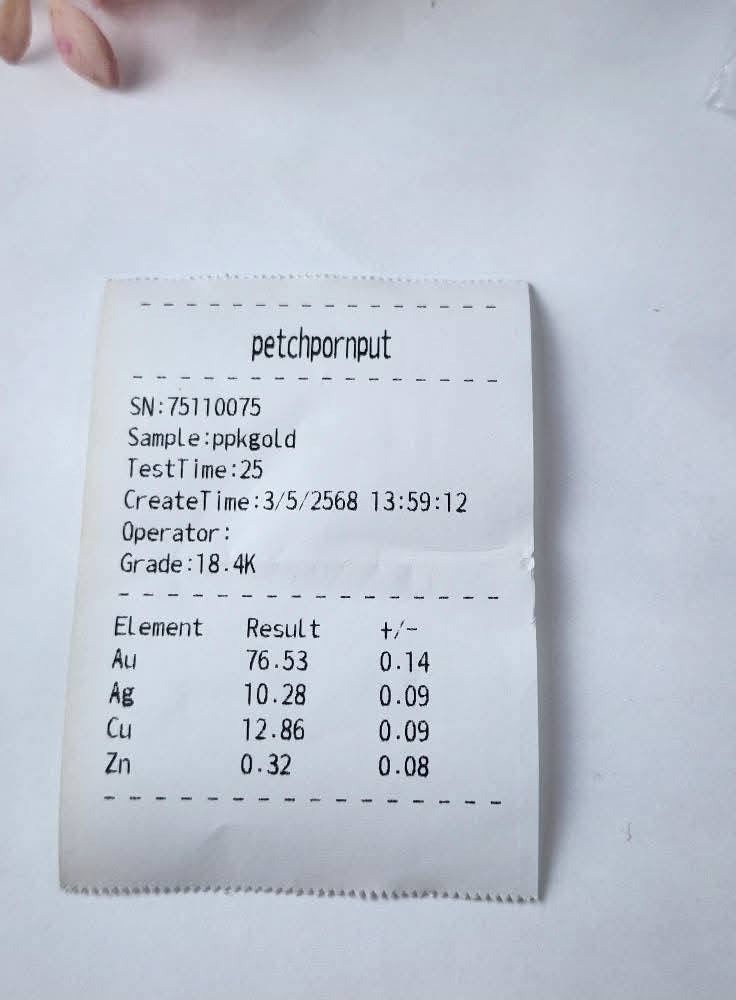 petchpornput
SN:75110075
Sample:ppkgold
TestTime:25
CreateTime:3/5/2568 13:59:12
Operator:
Grade:18.4K
Element Result +/-
Au 76.53 0.14
Ag 10.28 0.09
Cu 12.86 0.09
Zn 0.32 0.08